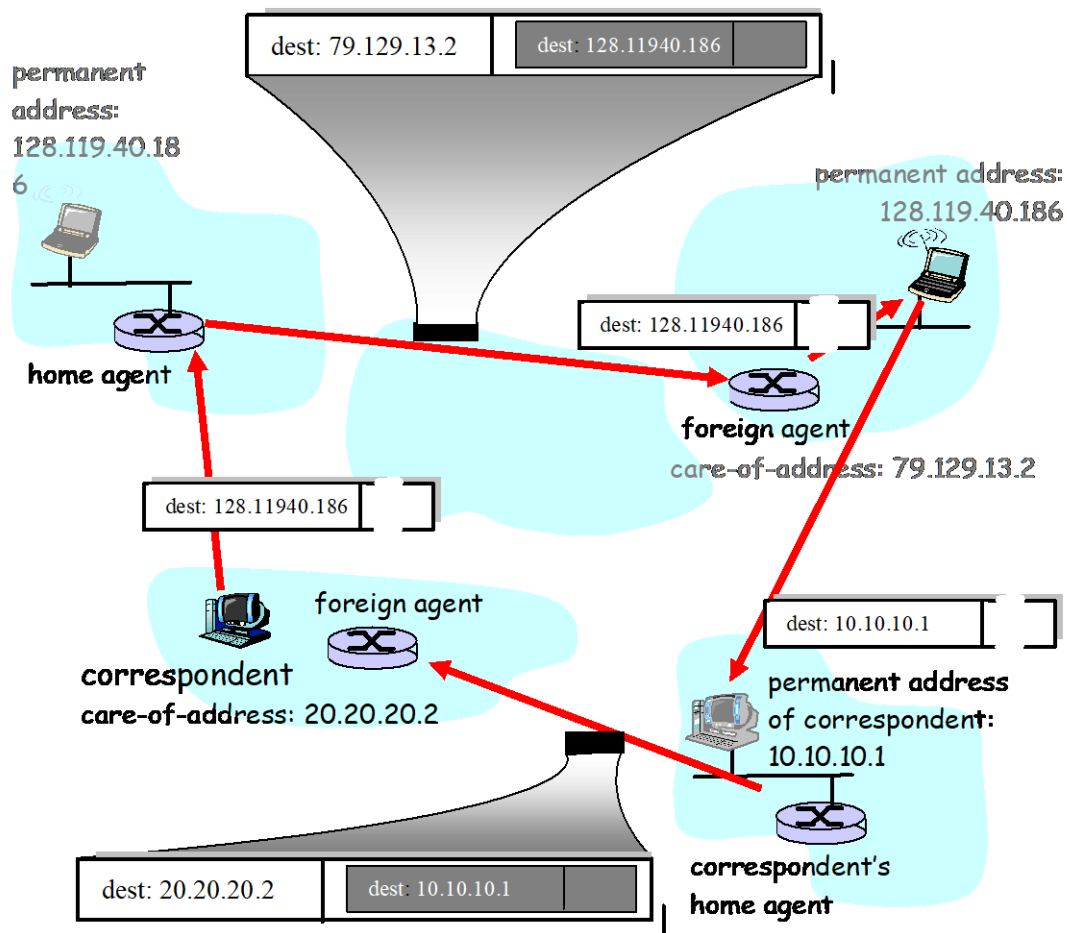 dest: 79.129.13.2
dest: 128.11940.186
permanent
address:
128.119.40.18
6
permanent address:
128.119.40.186
dest: 128.11940.186
home agent
foreign agent
care-of-address: 79.129.13.2
dest: 128.11940.186
foreign agent
correspondent
care-of-address: 20.20.20.2
dest: 10.10.10.1
permanent address
of correspondent:
10.10.10.1
correspondent's
home agent
dest: 20.20.20.2
dest: 10.10.10.1